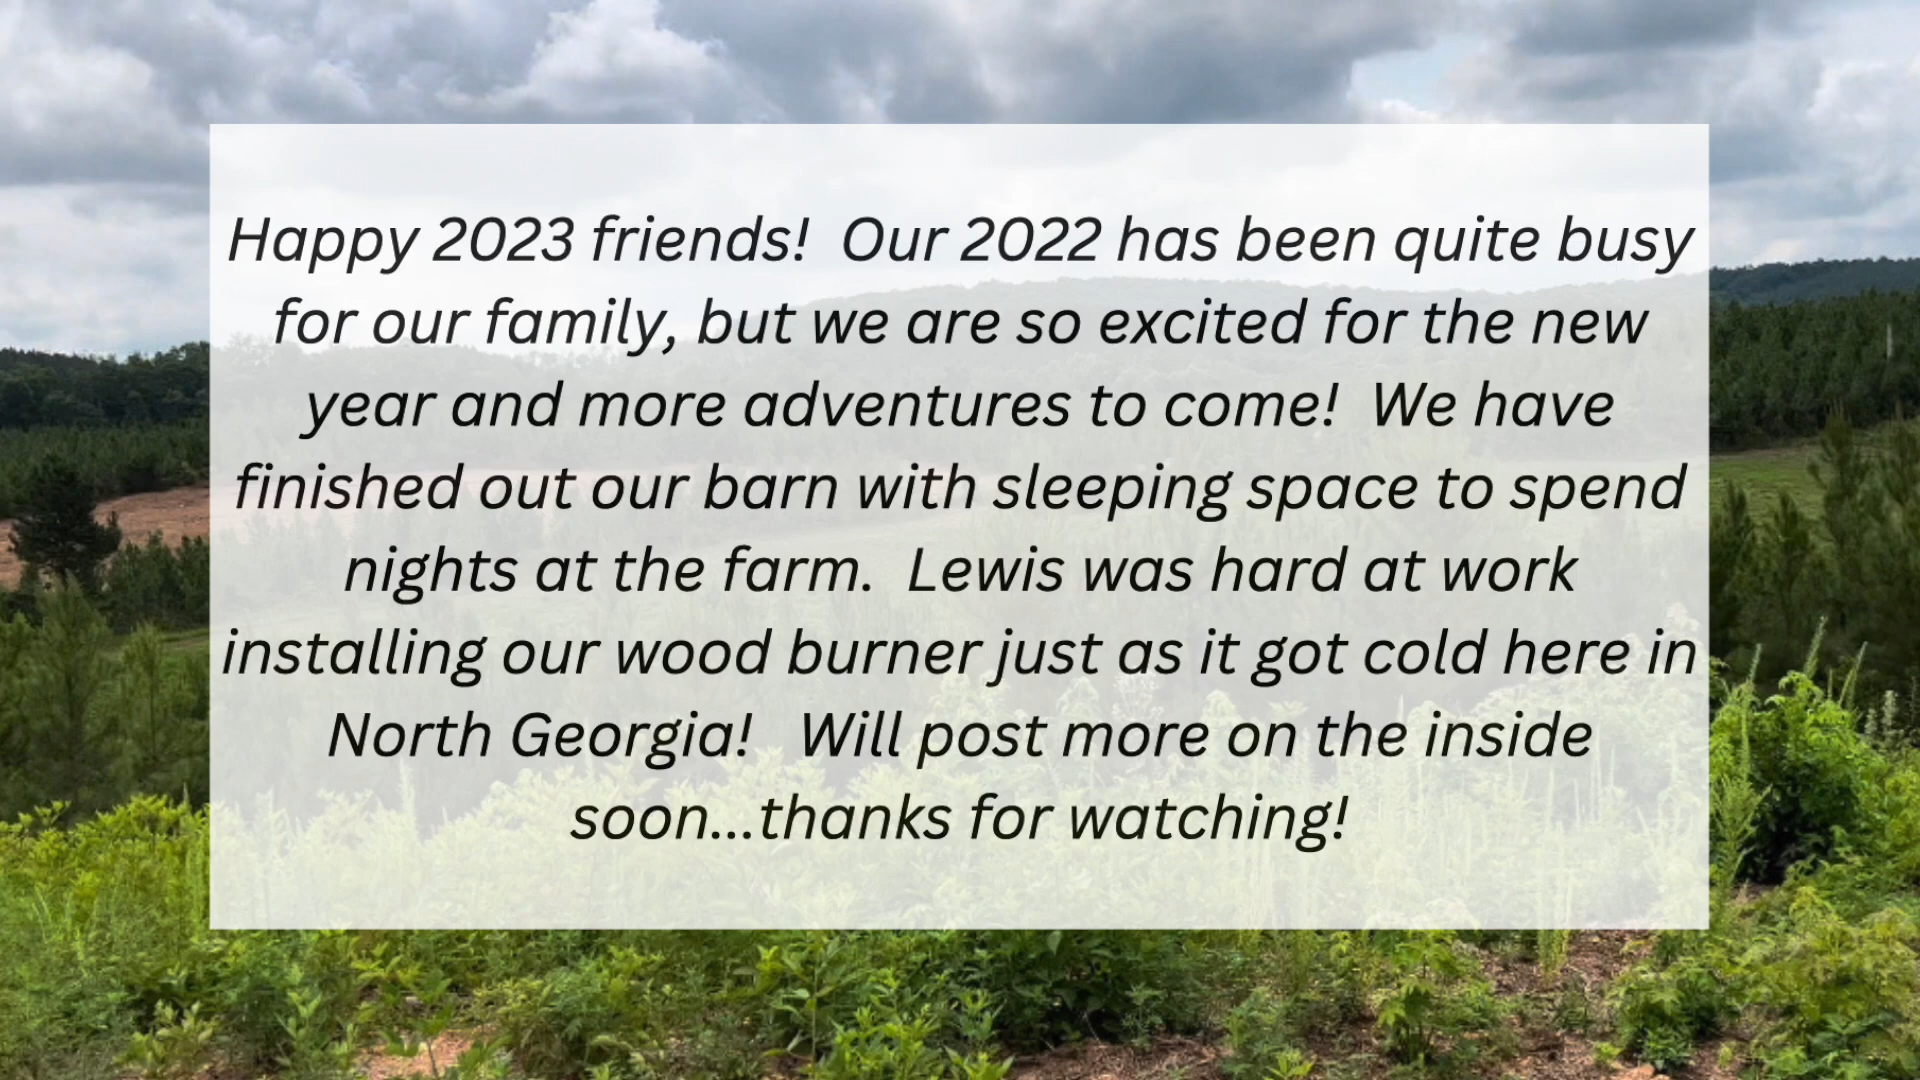 Happy 2023 friends!  Our 2022 has been quite busy
for our family, but we are so excited for the new
year and more adventures to come!  We have
finished out our barn with sleeping space to spend
nights at the farm.  Lewis was hard at work
installing our wood burner just as it got cold here in
North Georgia!   Will post more on the inside
soon...thanks for watching!